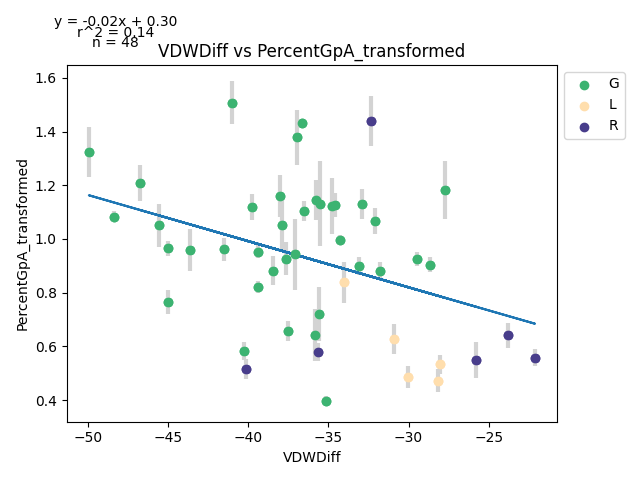 y = -0.02x + 0.30
r^2 = 0.14
n = 48
VDWDiff vs PercentGpA_transformed
1.6
1.4
1.2
1.0
0.8
0.6
0.4
PercentGpA_transformed
−50
−45
−40
−35
−30
−25
VDWDiff
G
L
R